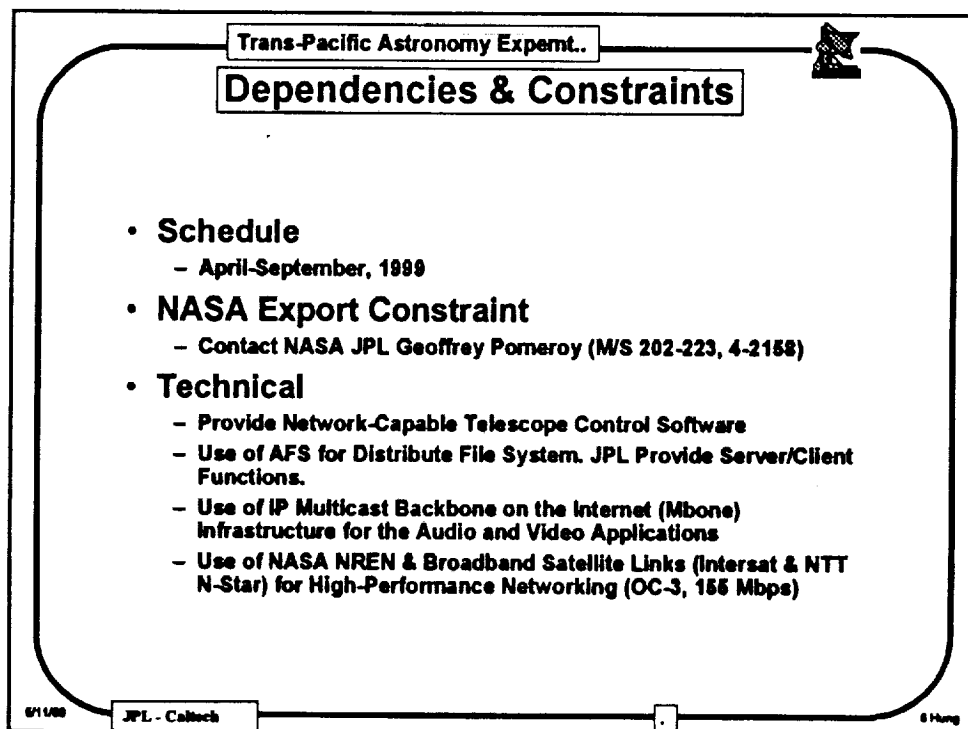 Trans-Pacific Astronomy Expemt..
Dependencies & Constraints
• Schedule
– April-September, 1999
• NASA Export Constraint
– Contact NASA JPL Geoffrey Pomeroy (M/S 202-223, 4-2158)
• Technical
– Provide Network-Capable Telescope Control Software
– Use of AFS for Distribute File System. JPL Provide Server/Client
Functions.
– Use of IP Multicast Backbone on the Internet (Mbone)
Infrastructure for the Audio and Video Applications
– Use of NASA NREN & Broadband Satellite Links (Intersat & NTT
N-Star) for High-Performance Networking (OC-3, 155 Mbps)
JPL - Caltech
Hung